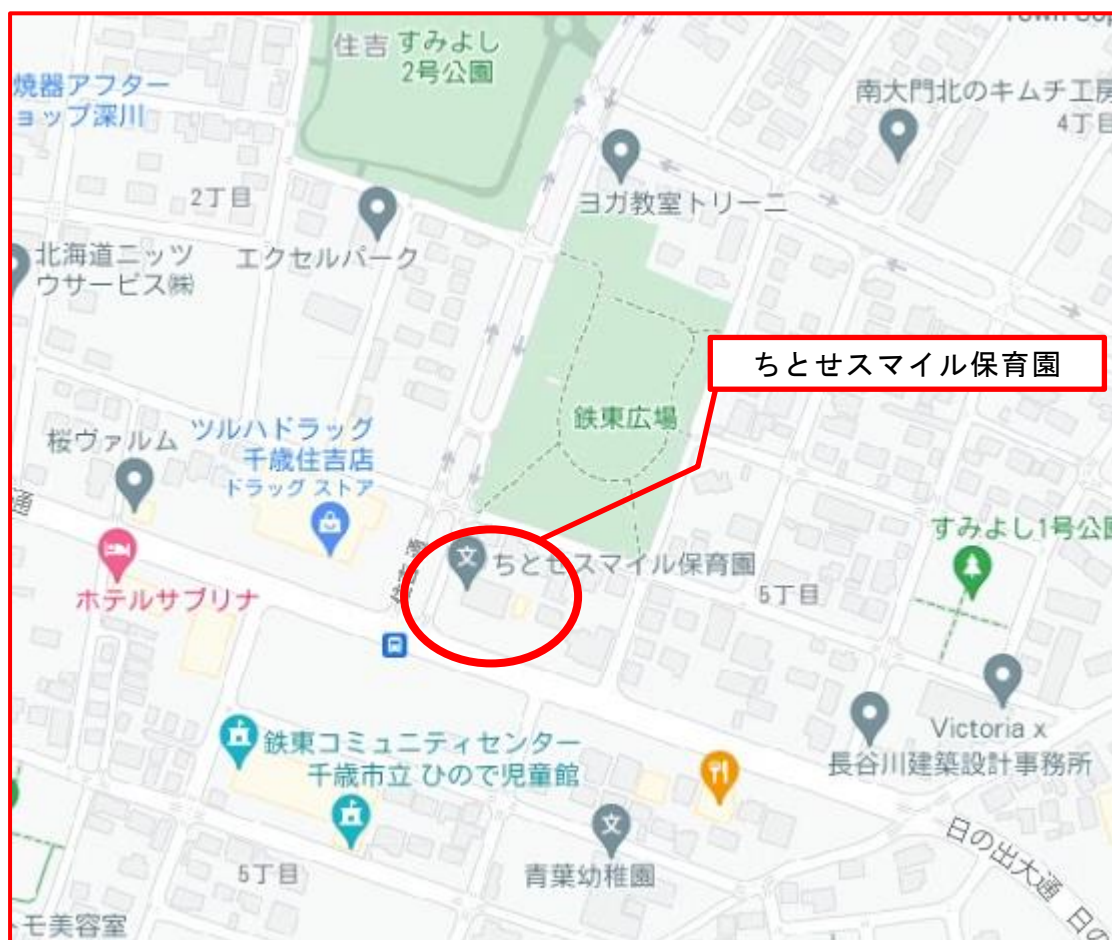 住吉 すみよし
2号公園
焼器アフター
ョップ深川
南大門北のキムチ工房
4丁目
2丁目
ヨガ教室トリーニ
北海道ニッツ
ウサービス㈱
エクセルパーク
ちとせスマイル保育園
鉄東広場
桜ヴァルム
ツルハドラッグ
千歳住吉店
ドラッグ ストア
通
すみよし1号公園
ちとせスマイル保育園
5丁目
ホテルサブリナ
鉄東コミュニティセンター
千歳市立 ひので児童館
Victoria x
長谷川建築設計事務所
日の出大通
5丁目
青葉幼稚園
モ美容室